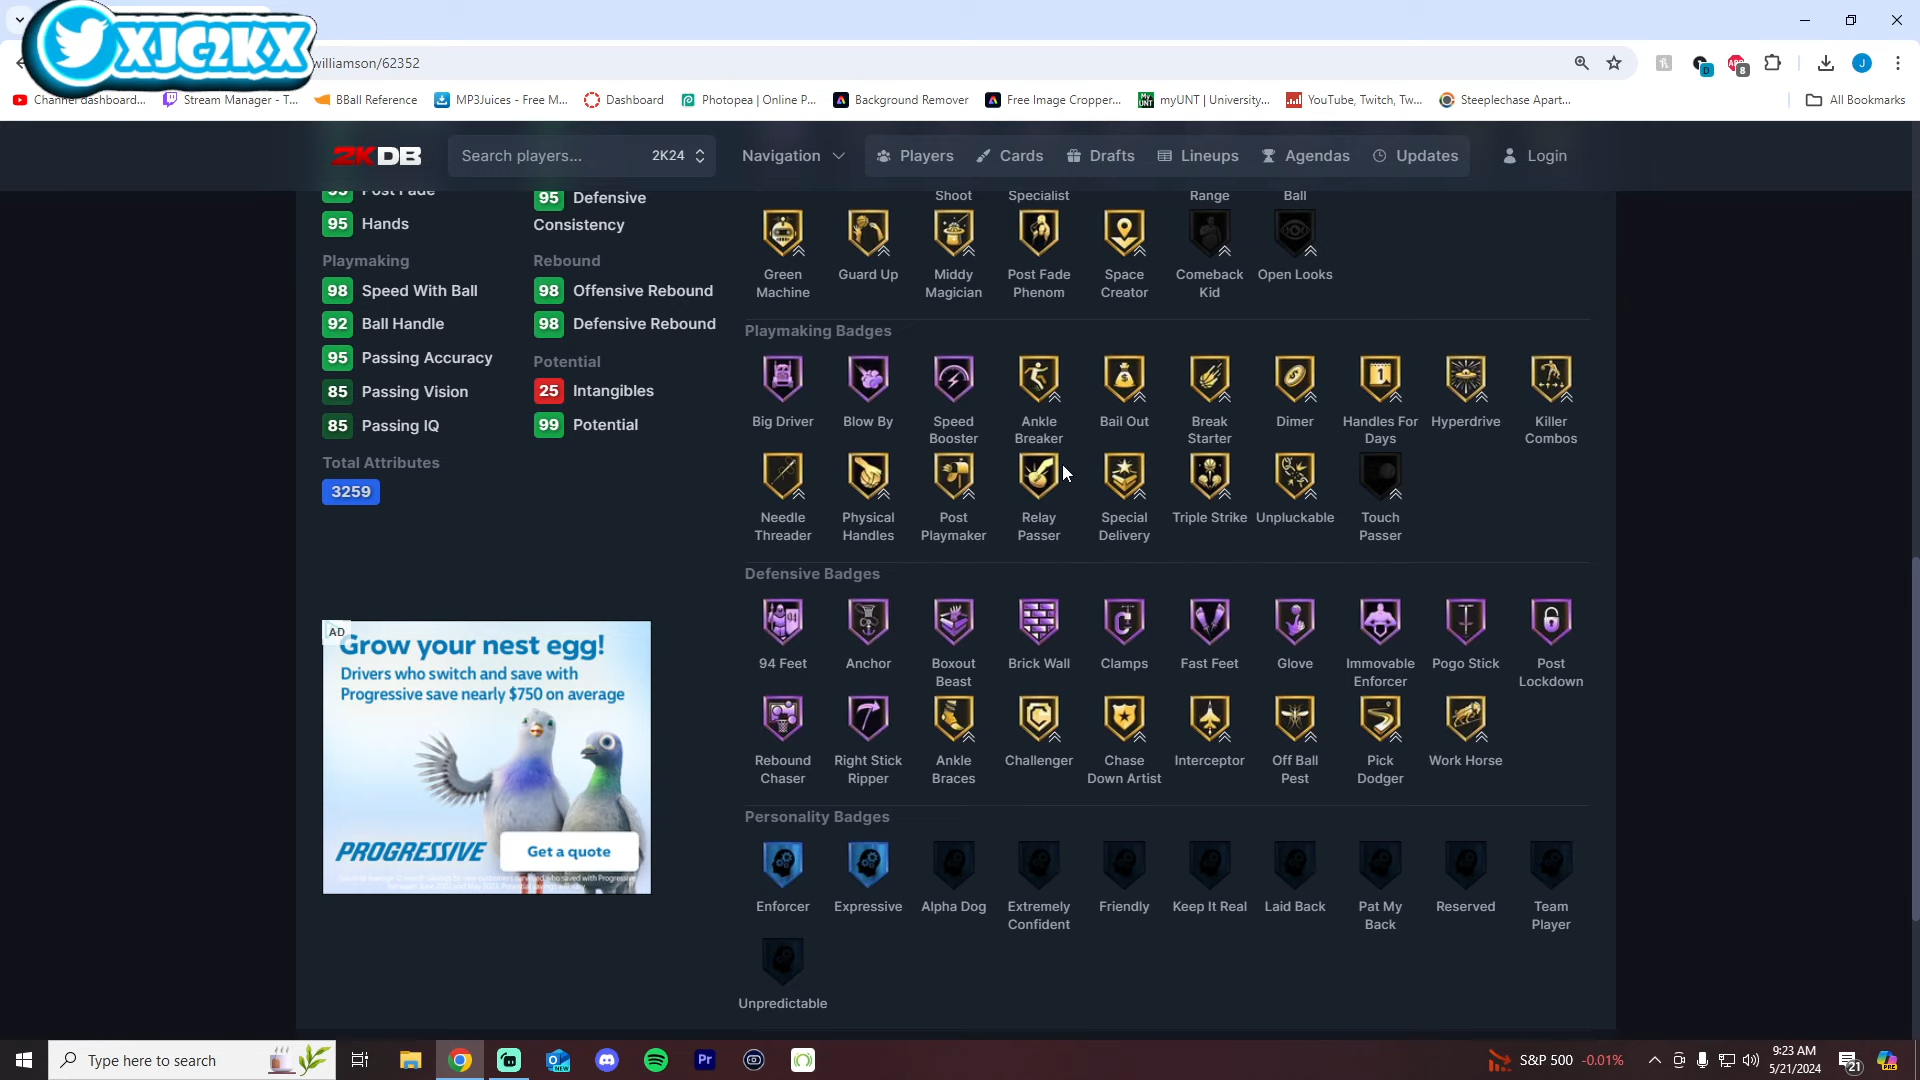 XJC2KX
williamson/62352
Channel dashboard... Stream Manager - T... BBall Reference MP3Juices - Free M... Dashboard Photopea | Online P... Background Remover Free Image Cropper... myUNT | University... YouTube, Twitch, Tw... Steeplechase Apart... All Bookmarks
2KDB Search players... 2K24 Navigation Players Cards Drafts Lineups Agendas Updates Login
95 Post Fade
95 Hands
Playmaking
98 Speed With Ball
92 Ball Handle
95 Passing Accuracy
85 Passing Vision
85 Passing IQ
Total Attributes
3259
95 Defensive
Consistency
Rebound
98 Offensive Rebound
98 Defensive Rebound
Potential
25 Intangibles
99 Potential
AD
Grow your nest egg!
Drivers who switch and save with
Progressive save nearly $750 on average
PROGRESSIVE
Get a quote
Shoot Specialist Range Ball
Green Guard Up Middy Post Fade Space Comeback Open Looks
Machine Magician Phenom Creator Kid
Playmaking Badges
Big Driver Blow By Speed Ankle Bail Out Break Dimer Handles For Hyperdrive Killer
Booster Breaker Starter Days Combos
Needle Physical Post Relay Special Triple Strike Unpluckable Touch
Threader Handles Playmaker Passer Delivery Passer
Defensive Badges
94 Feet Anchor Boxout Brick Wall Clamps Fast Feet Glove Immovable Pogo Stick Post
Beast Enforcer Lockdown
Rebound Right Stick Ankle Challenger Chase Interceptor Off Ball Pick Work Horse
Chaser Ripper Braces Down Artist Pest Dodger
Personality Badges
Enforcer Expressive Alpha Dog Extremely Friendly Keep It Real Laid Back Pat My Reserved Team
Confident Back Player
Unpredictable
Type here to search
S&P 500 -0.01%
9:23 AM
5/21/2024
21